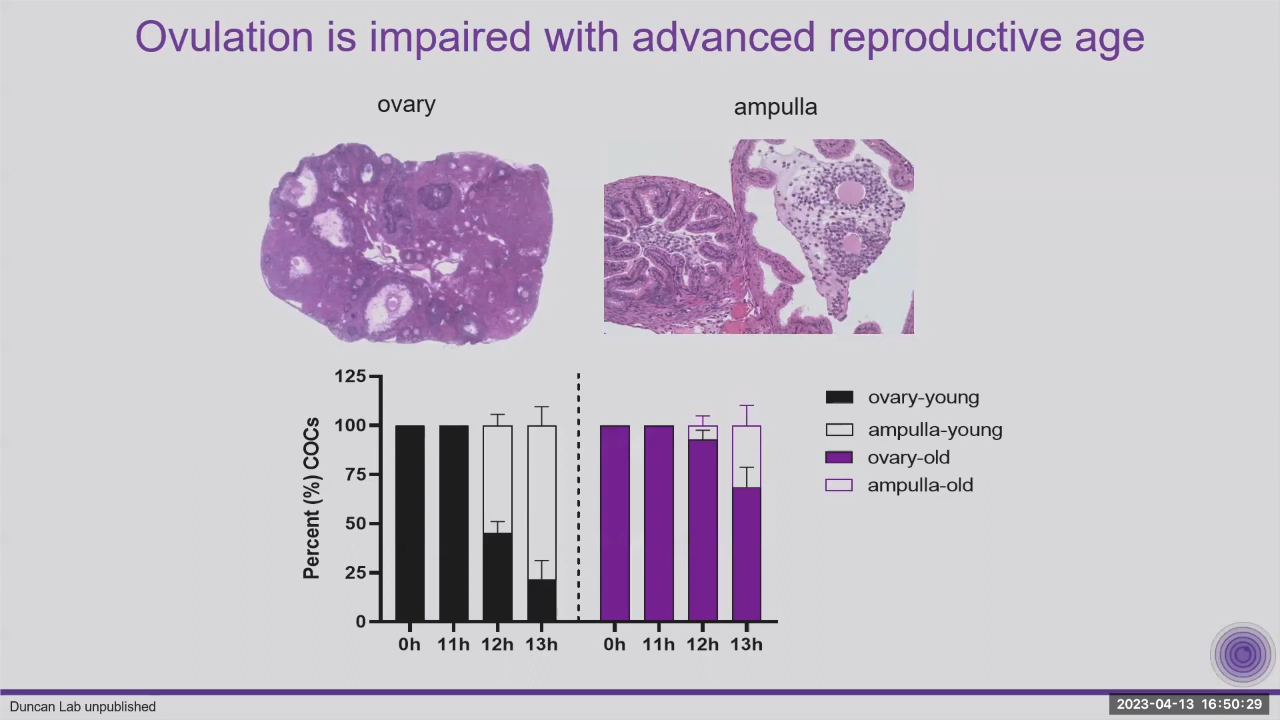 Ovulation is impaired with advanced reproductive age
ovary
ampulla
125
100
75
50
25
0
Percent (%) COCs
0h 11h 12h 13h
0h 11h 12h 13h
ovary-young
ampulla-young
ovary-old
ampulla-old
Duncan Lab unpublished
2023-04-13 16:50:29